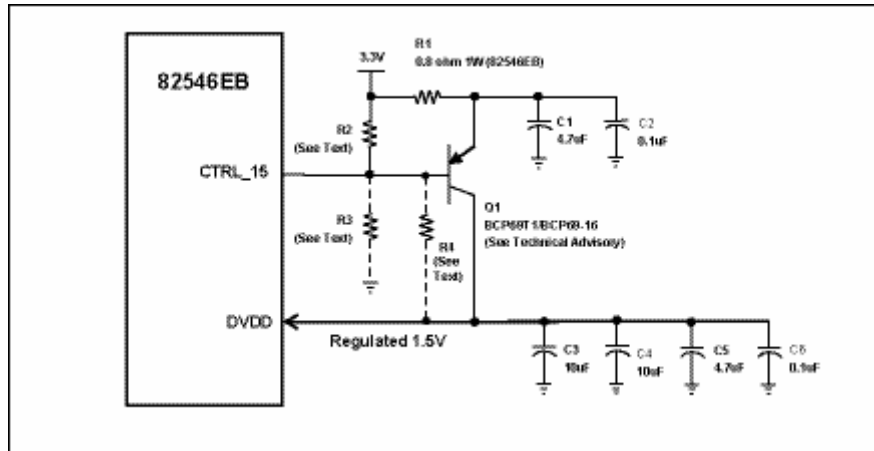 82546EB
3.3V
R1
0.8 ohm 1W (82546EB)
R2
(See Text)
C1
4.7uF
C2
0.1uF
CTRL_15
R3
(See Text)
R4
(See
Text)
Q1
BCP69T1/BCP69-16
(See Technical Advisory)
DVDD
Regulated 1.5V
C3
10uF
C4
10uF
C5
4.7uF
C6
0.1uF